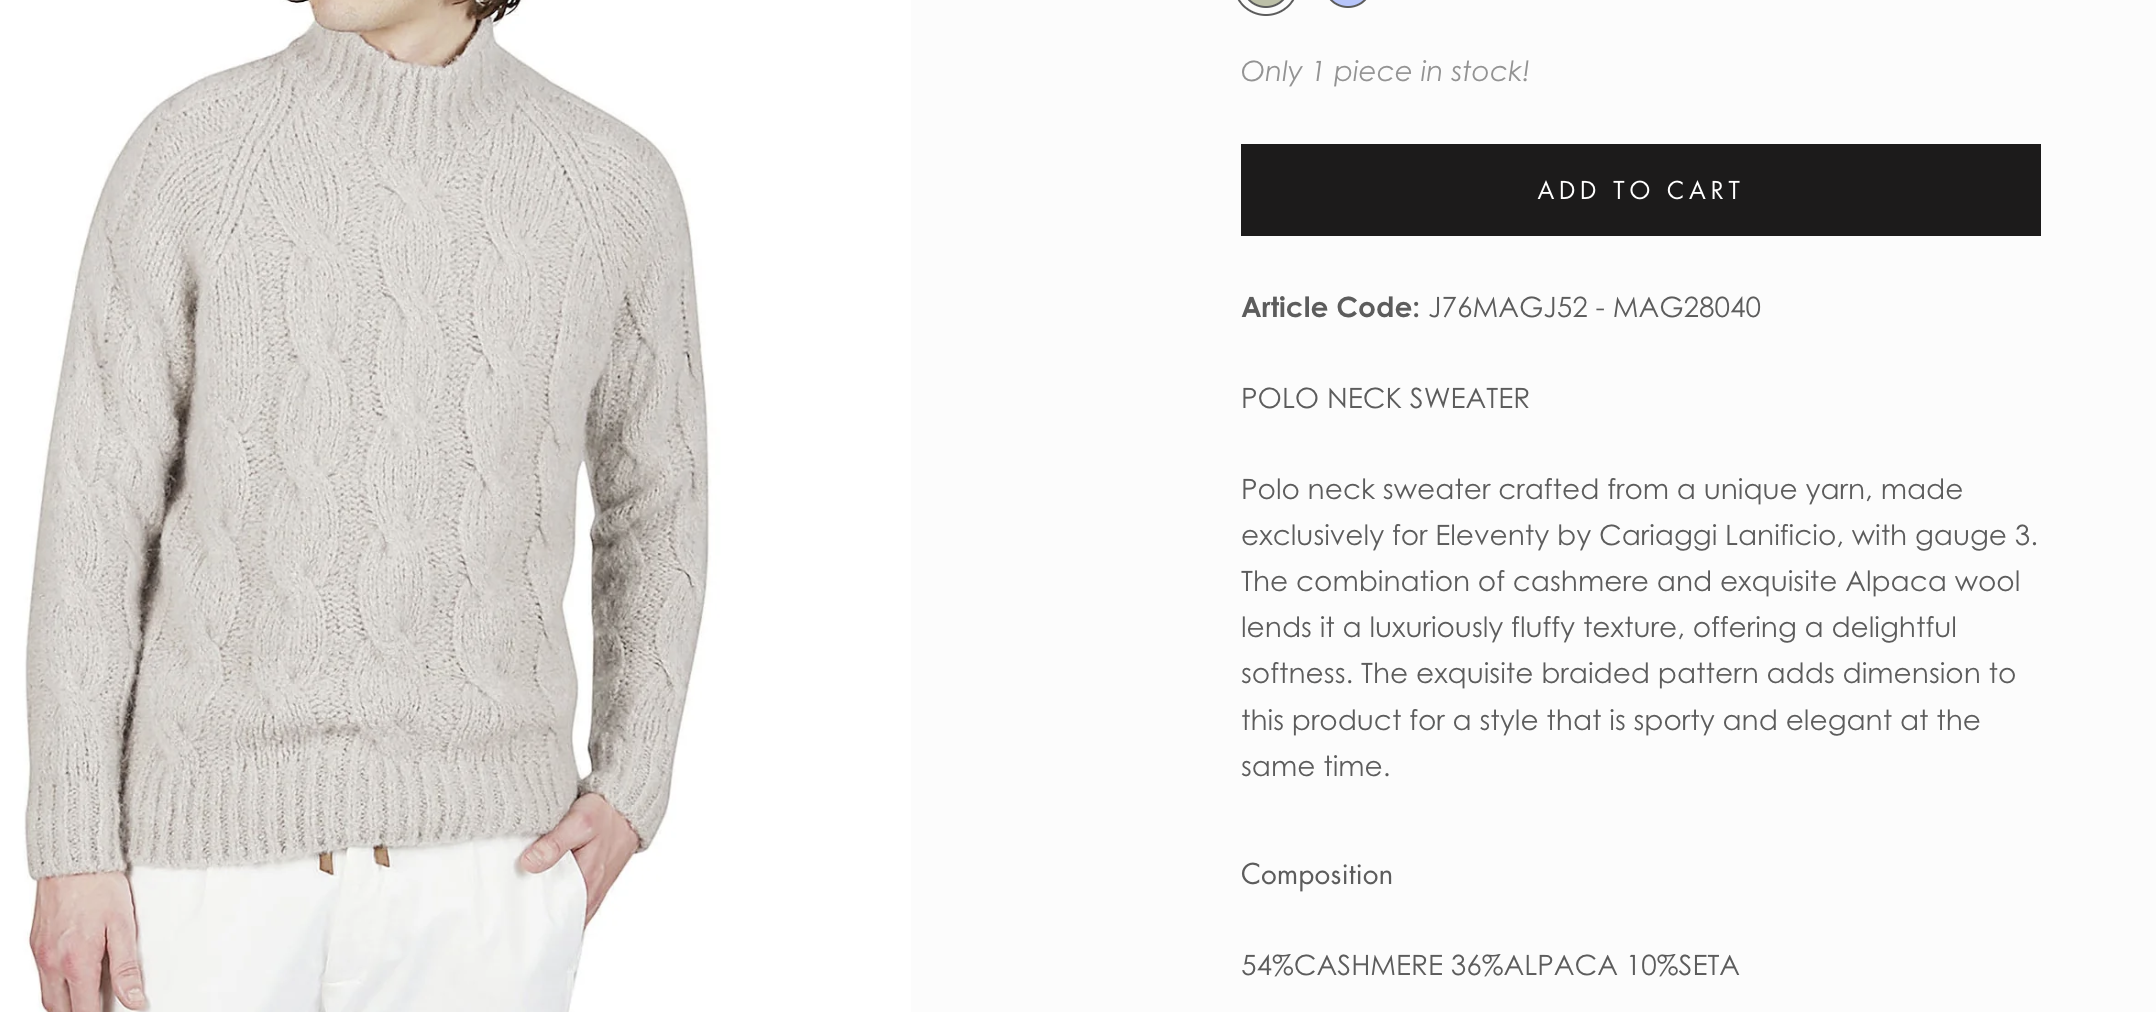 Only 1 piece in stock!
ADD TO CART
Article Code: J76MAGJ52 - MAG28040
POLO NECK SWEATER
Polo neck sweater crafted from a unique yarn, made
exclusively for Eleventy by Cariaggi Lanificio, with gauge 3.
The combination of cashmere and exquisite Alpaca wool
lends it a luxuriously fluffy texture, offering a delightful
softness. The exquisite braided pattern adds dimension to
this product for a style that is sporty and elegant at the
same time.
Composition
54%CASHMERE 36%ALPACA 10%SETA